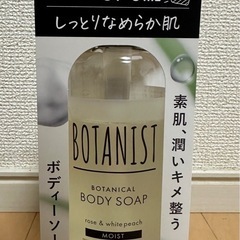 しっとりなめらか肌
素肌、潤いキメ整う
BOTANIST
BOTANICAL
BODY SOAP
rose & white peach
MOIST
ボディーソー